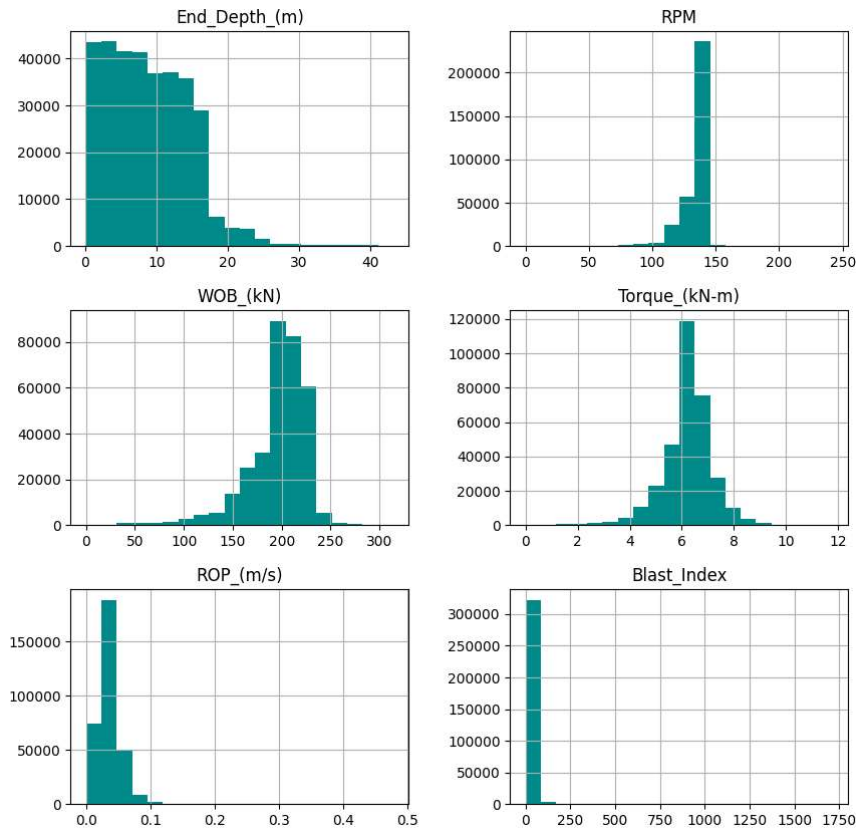 End_Depth_(m)
40000
30000
20000
10000
0
0 10 20 30 40
RPM
200000
150000
100000
50000
0
0 50 100 150 200 250
WOB_(kN)
80000
60000
40000
20000
0
0 50 100 150 200 250 300
Torque_(kN-m)
120000
100000
80000
60000
40000
20000
0
2 4 6 8 10 12
ROP_(m/s)
150000
100000
50000
0
0.0 0.1 0.2 0.3 0.4 0.5
Blast_Index
300000
250000
200000
150000
100000
50000
0
0 250 500 750 1000 1250 1500 1750